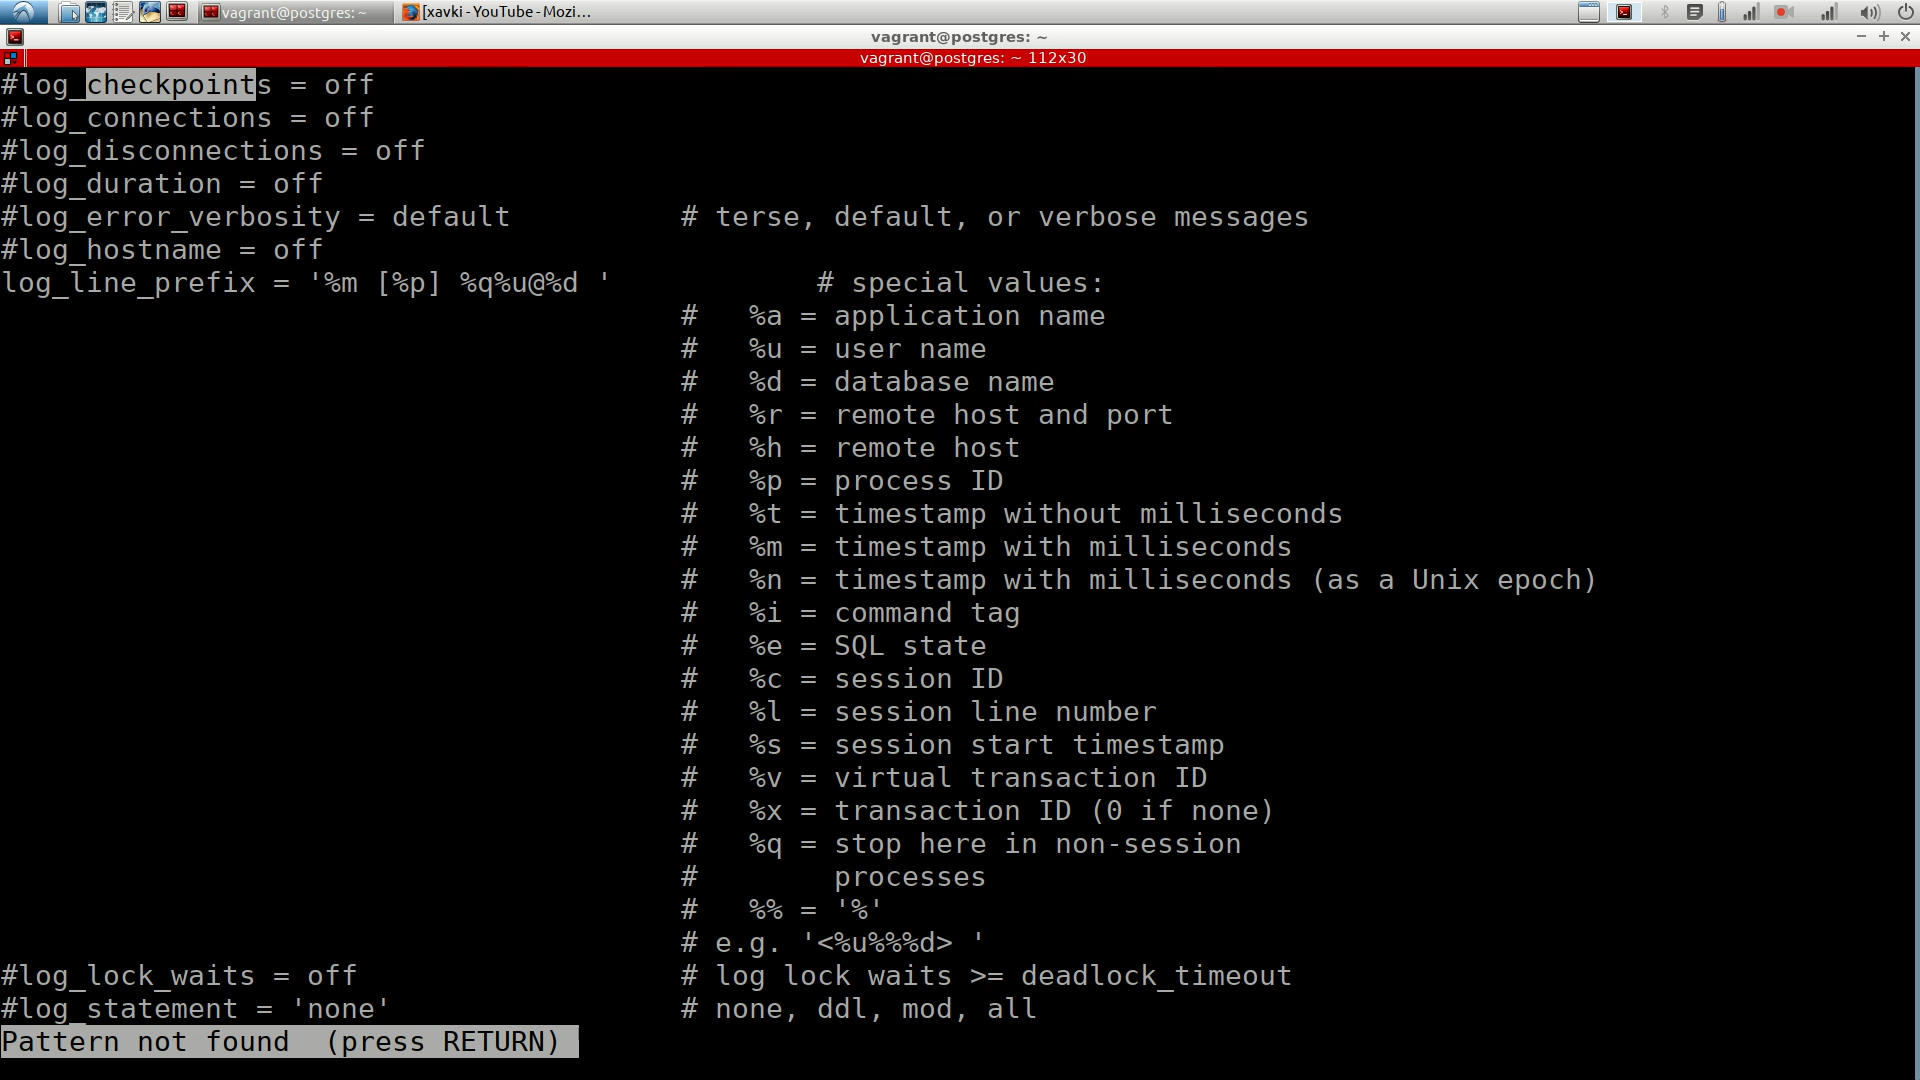 vagrant@postgres: ~
[xavki - YouTube - Mozi...
vagrant@postgres: ~
vagrant@postgres: ~ 112x30
#log_checkpoints = off
#log_connections = off
#log_disconnections = off
#log_duration = off
#log_error_verbosity = default # terse, default, or verbose messages
#log_hostname = off
log_line_prefix = '%m [%p] %q%u@%d ' # special values:
# %a = application name
# %u = user name
# %d = database name
# %r = remote host and port
# %h = remote host
# %p = process ID
# %t = timestamp without milliseconds
# %m = timestamp with milliseconds
# %n = timestamp with milliseconds (as a Unix epoch)
# %i = command tag
# %e = SQL state
# %c = session ID
# %l = session line number
# %s = session start timestamp
# %v = virtual transaction ID
# %x = transaction ID (0 if none)
# %q = stop here in non-session
# processes
# %% = '%'
# e.g. '<%u%%%d> '
#log_lock_waits = off # log lock waits >= deadlock_timeout
#log_statement = 'none' # none, ddl, mod, all
Pattern not found (press RETURN)